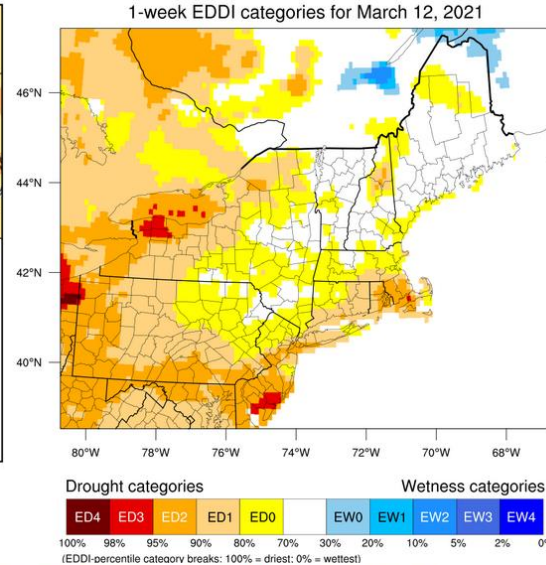 1-week EDDI categories for March 12, 2021
46°N
44°N
42°N
40°N
80°W 78°W 76°W 74°W 72°W 70°W 68°W
Drought categories Wetness categories
ED4 ED3 ED2 ED1 ED0 EW0 EW1 EW2 EW3 EW4
100% 98% 95% 90% 80% 70% 30% 20% 10% 5% 2% 0%
(EDDI-percentile category breaks: 100% = driest; 0% = wettest)